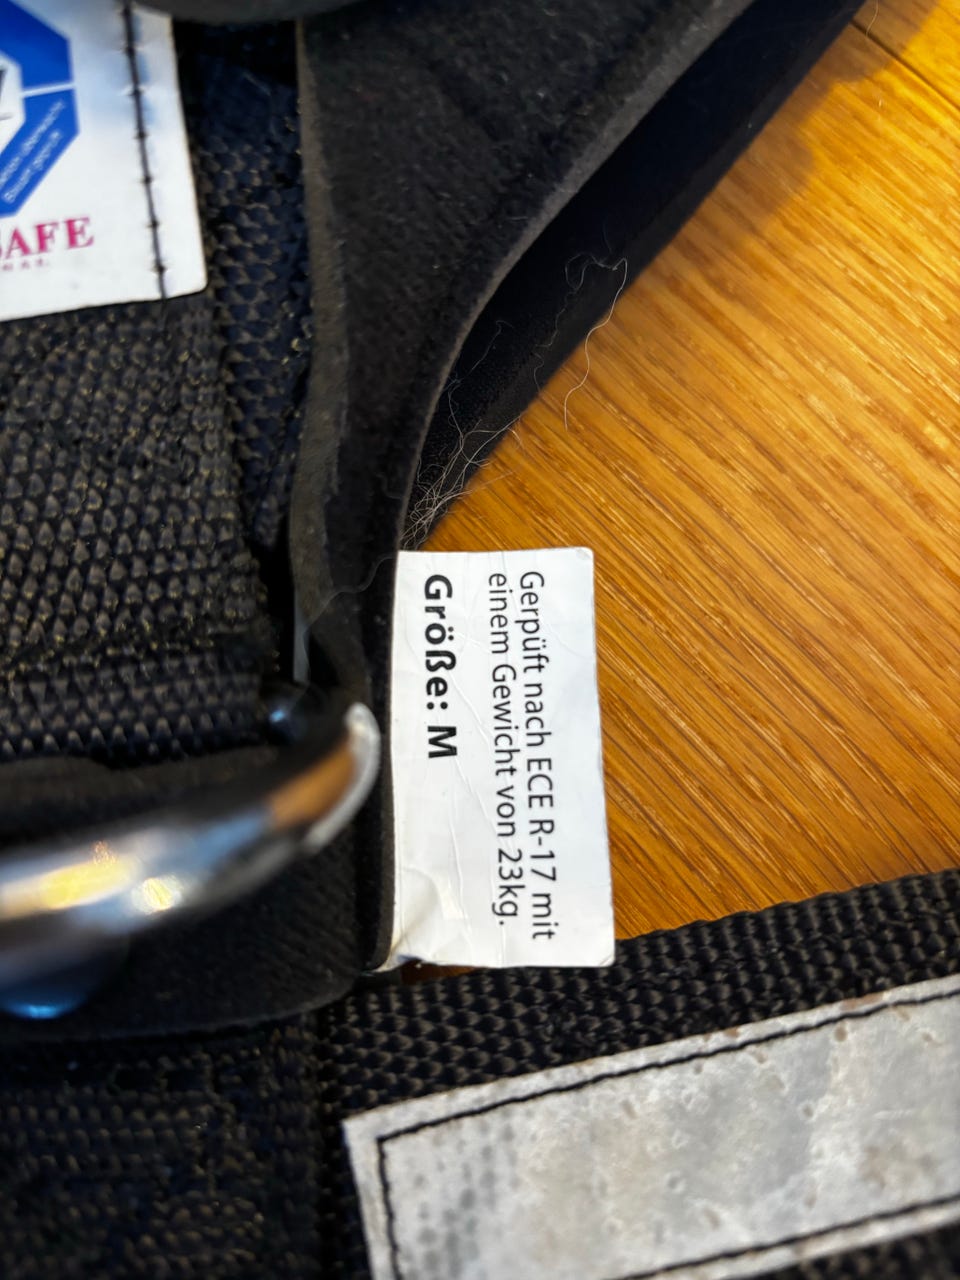 AFE
Gerpüft nach ECE R-17 mit
einem Gewicht von 23kg.
Größe: M